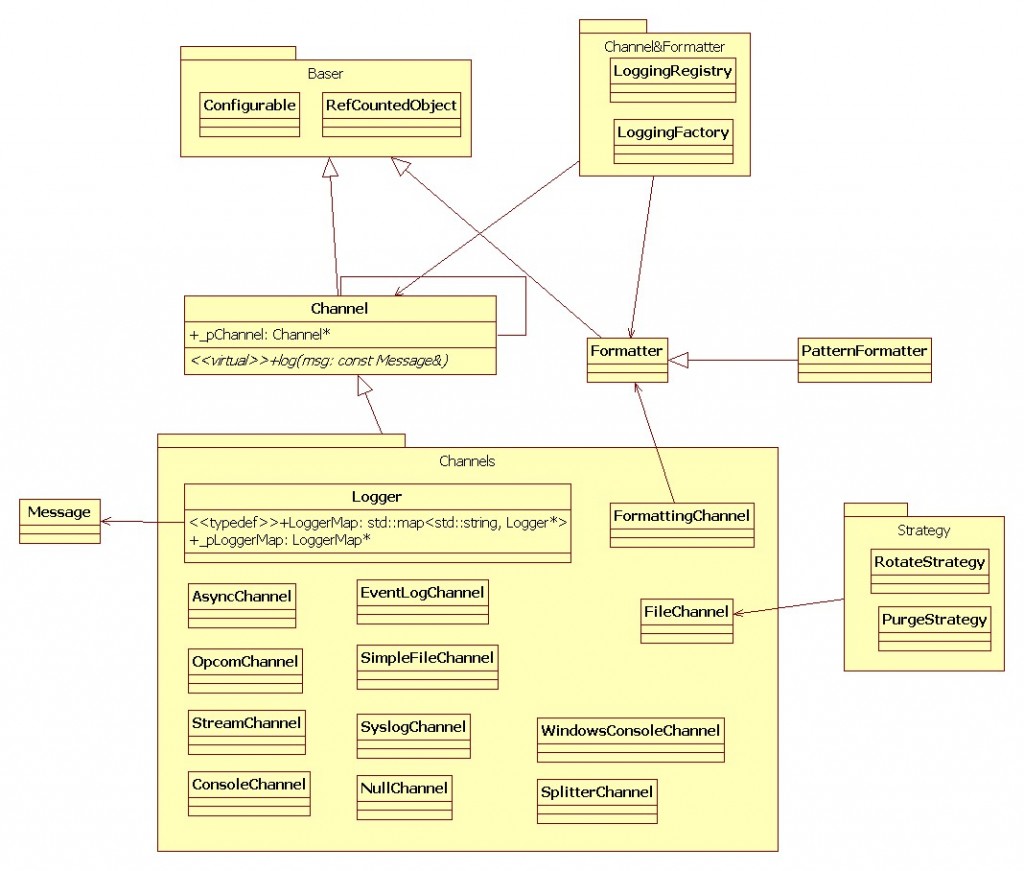 Channel&Formatter
LoggingRegistry
LoggingFactory
Baser
Configurable
RefCountedObject
Channel
+_pChannel: Channel*
<<virtual>>+log(msg: const Message&)
Formatter
PatternFormatter
Channels
Logger
<<typedef>>+LoggerMap: std::map<std::string, Logger*>
+_pLoggerMap: LoggerMap*
Message
FormattingChannel
Strategy
RotateStrategy
PurgeStrategy
AsyncChannel
EventLogChannel
FileChannel
OpcomChannel
SimpleFileChannel
StreamChannel
SyslogChannel
WindowsConsoleChannel
ConsoleChannel
NullChannel
SplitterChannel